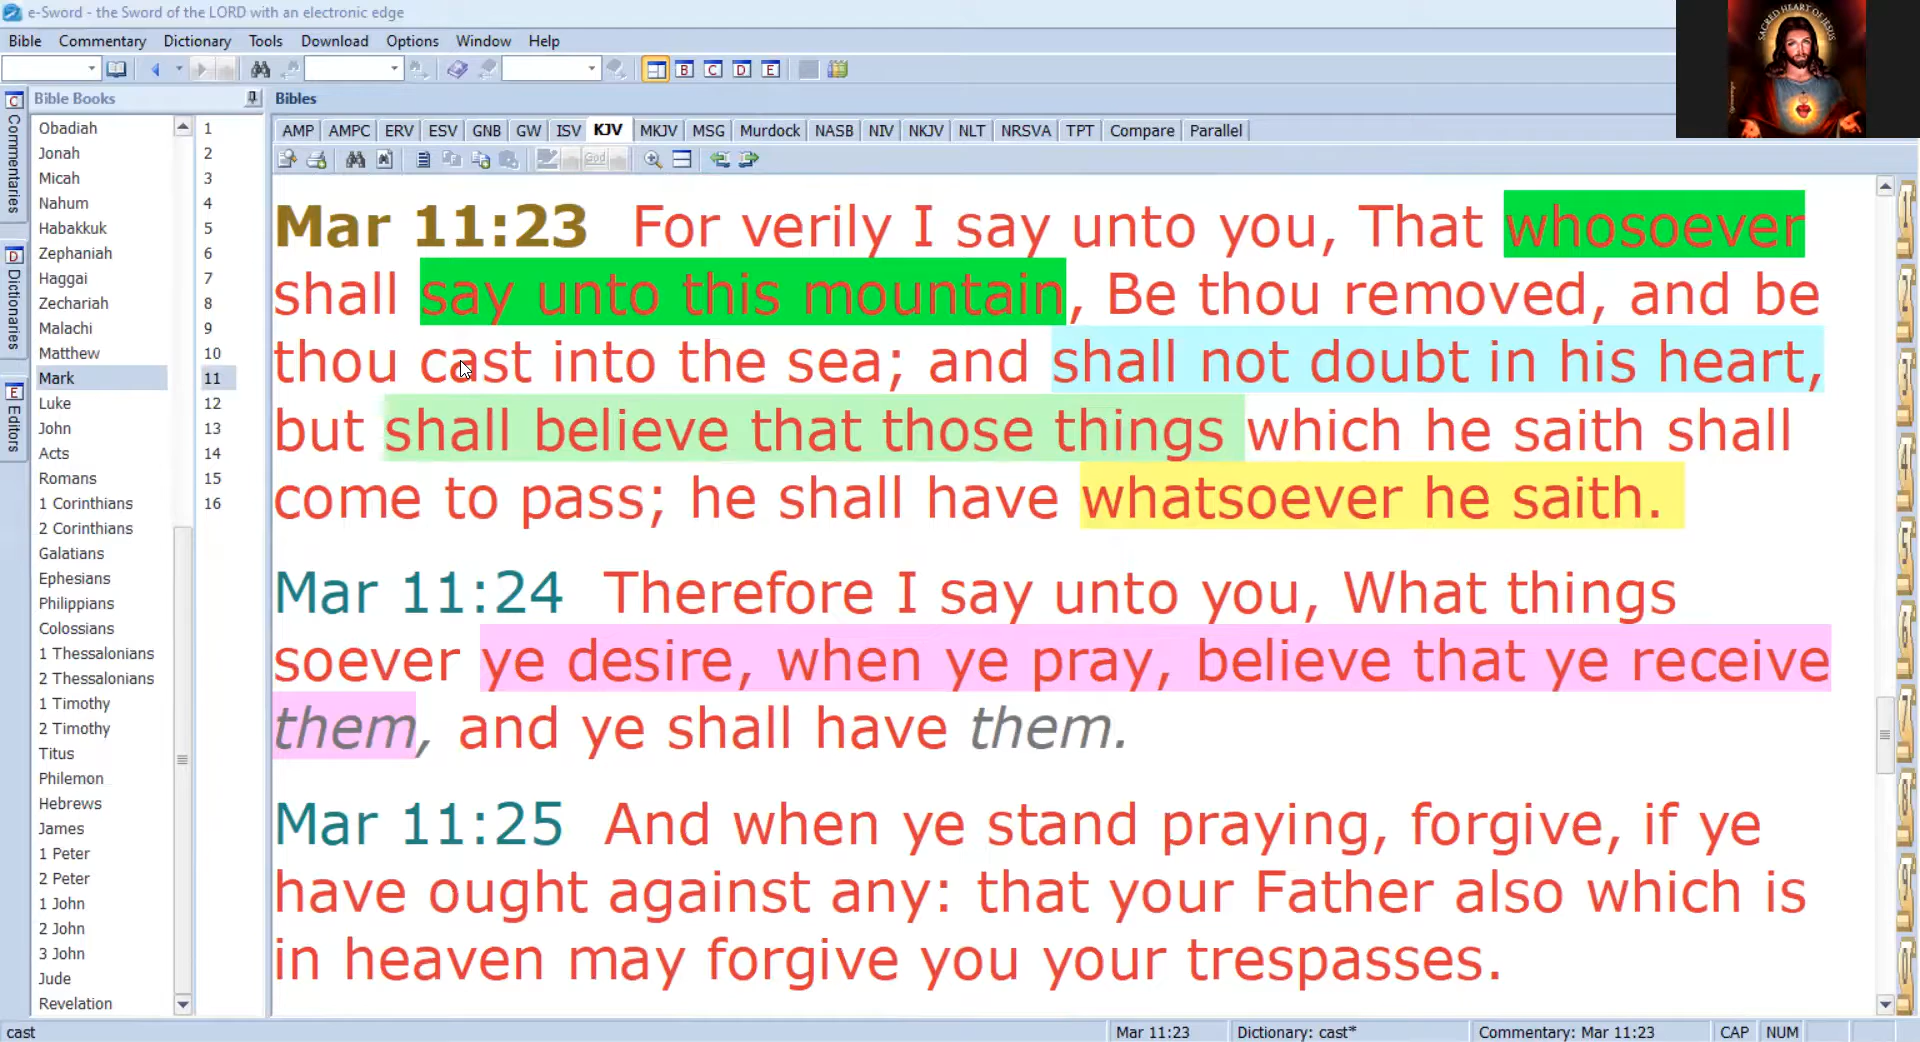 e-Sword - the Sword of the LORD with an electronic edge
Bible Commentary Dictionary Tools Download Options Window Help
B C D E
SACRED HEART OF JESUS
C Commentaries
D Dictionaries
E Editors
Bible Books
Obadiah
Jonah
Micah
Nahum
Habakkuk
Zephaniah
Haggai
Zechariah
Malachi
Matthew
Mark
Luke
John
Acts
Romans
1 Corinthians
2 Corinthians
Galatians
Ephesians
Philippians
Colossians
1 Thessalonians
2 Thessalonians
1 Timothy
2 Timothy
Titus
Philemon
Hebrews
James
1 Peter
2 Peter
1 John
2 John
3 John
Jude
Revelation
1
2
3
4
5
6
7
8
9
10
11
12
13
14
15
16
Bibles
AMP AMPC ERV ESV GNB GW ISV KJV MKJV MSG Murdock NASB NIV NKJV NLT NRSVA TPT Compare Parallel
God
Mar 11:23 For verily I say unto you, That whosoever
shall say unto this mountain, Be thou removed, and be
thou cast into the sea; and shall not doubt in his heart,
but shall believe that those things which he saith shall
come to pass; he shall have whatsoever he saith.
Mar 11:24 Therefore I say unto you, What things
soever ye desire, when ye pray, believe that ye receive
them, and ye shall have them.
Mar 11:25 And when ye stand praying, forgive, if ye
have ought against any: that your Father also which is
in heaven may forgive you your trespasses.
cast
Mar 11:23 Dictionary: cast* Commentary: Mar 11:23 CAP NUM